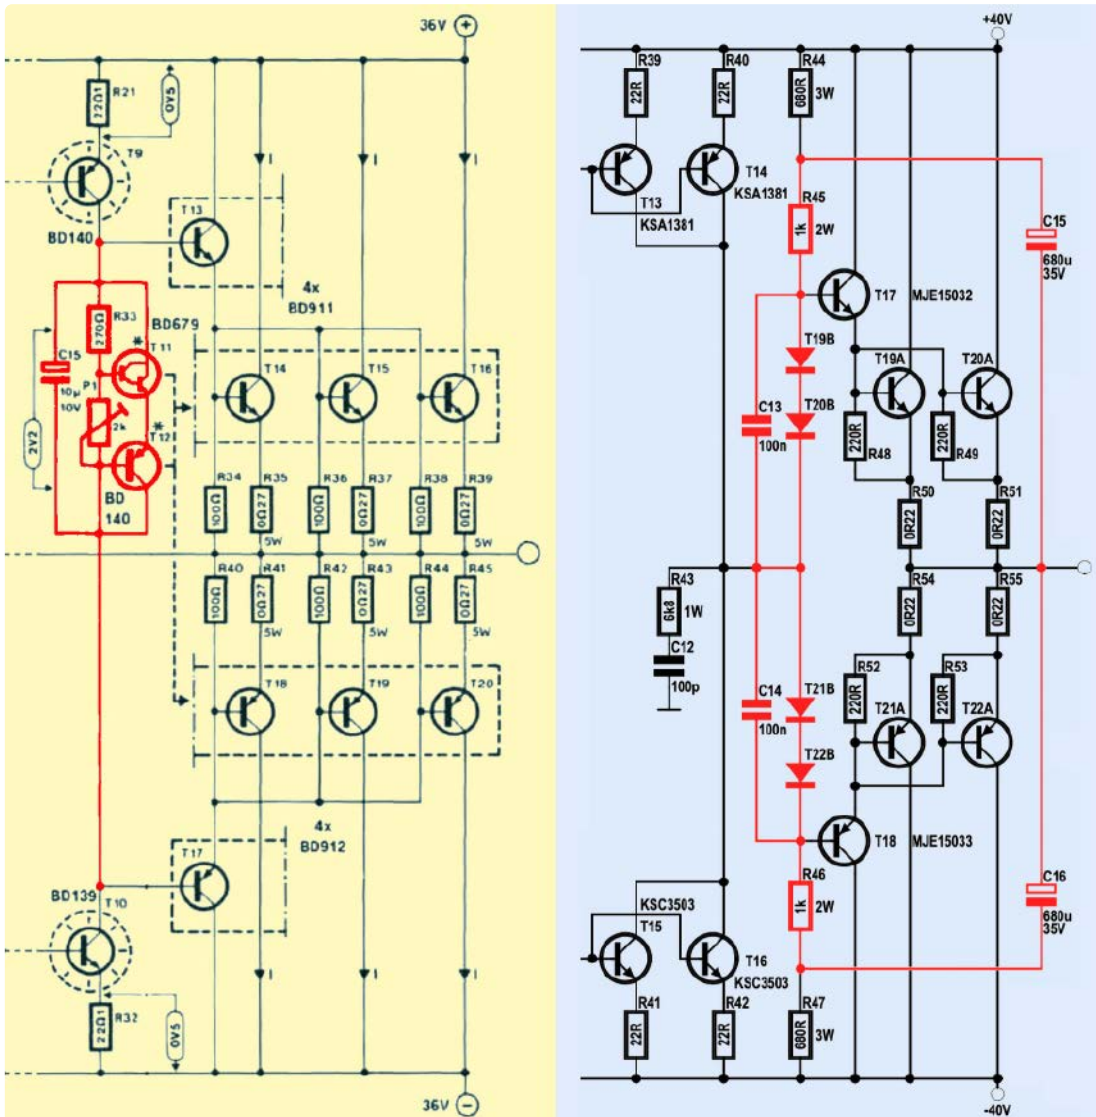 36V +
22Ω1
R21
0V5
T9
BD140
T13
4x
BD911
R33
270Ω
BD679
*
T11
C15
10µ
10V
P1
2k
2V2
*
T12
BD
140
T14
T15
T16
R34
100Ω
R35
0Ω27
5W
R36
100Ω
R37
0Ω27
5W
R38
100Ω
R39
0Ω27
5W
R40
100Ω
R41
0Ω27
5W
R42
100Ω
R43
0Ω27
5W
R44
100Ω
R45
0Ω27
5W
T18
T19
T20
4x
BD912
T17
BD139
T10
22Ω1
R32
0V5
I
I
I
I
I
I
36V −
+40V
R39
22R
R40
22R
R44
680R
3W
T13
KSA1381
T14
KSA1381
R45
1k
2W
C15
680u
35V
T17
MJE15032
T19B
T20B
T19A
T20A
C13
100n
220R
R48
220R
R49
R50
0R22
R51
0R22
R43
6k8
1W
C12
100p
R54
0R22
R55
0R22
C14
100n
T21B
T22B
R52
220R
R53
220R
T21A
T22A
T18
MJE15033
R46
1k
2W
C16
680u
35V
KSC3503
T15
T16
KSC3503
R41
22R
R42
22R
R47
680R
3W
-40V